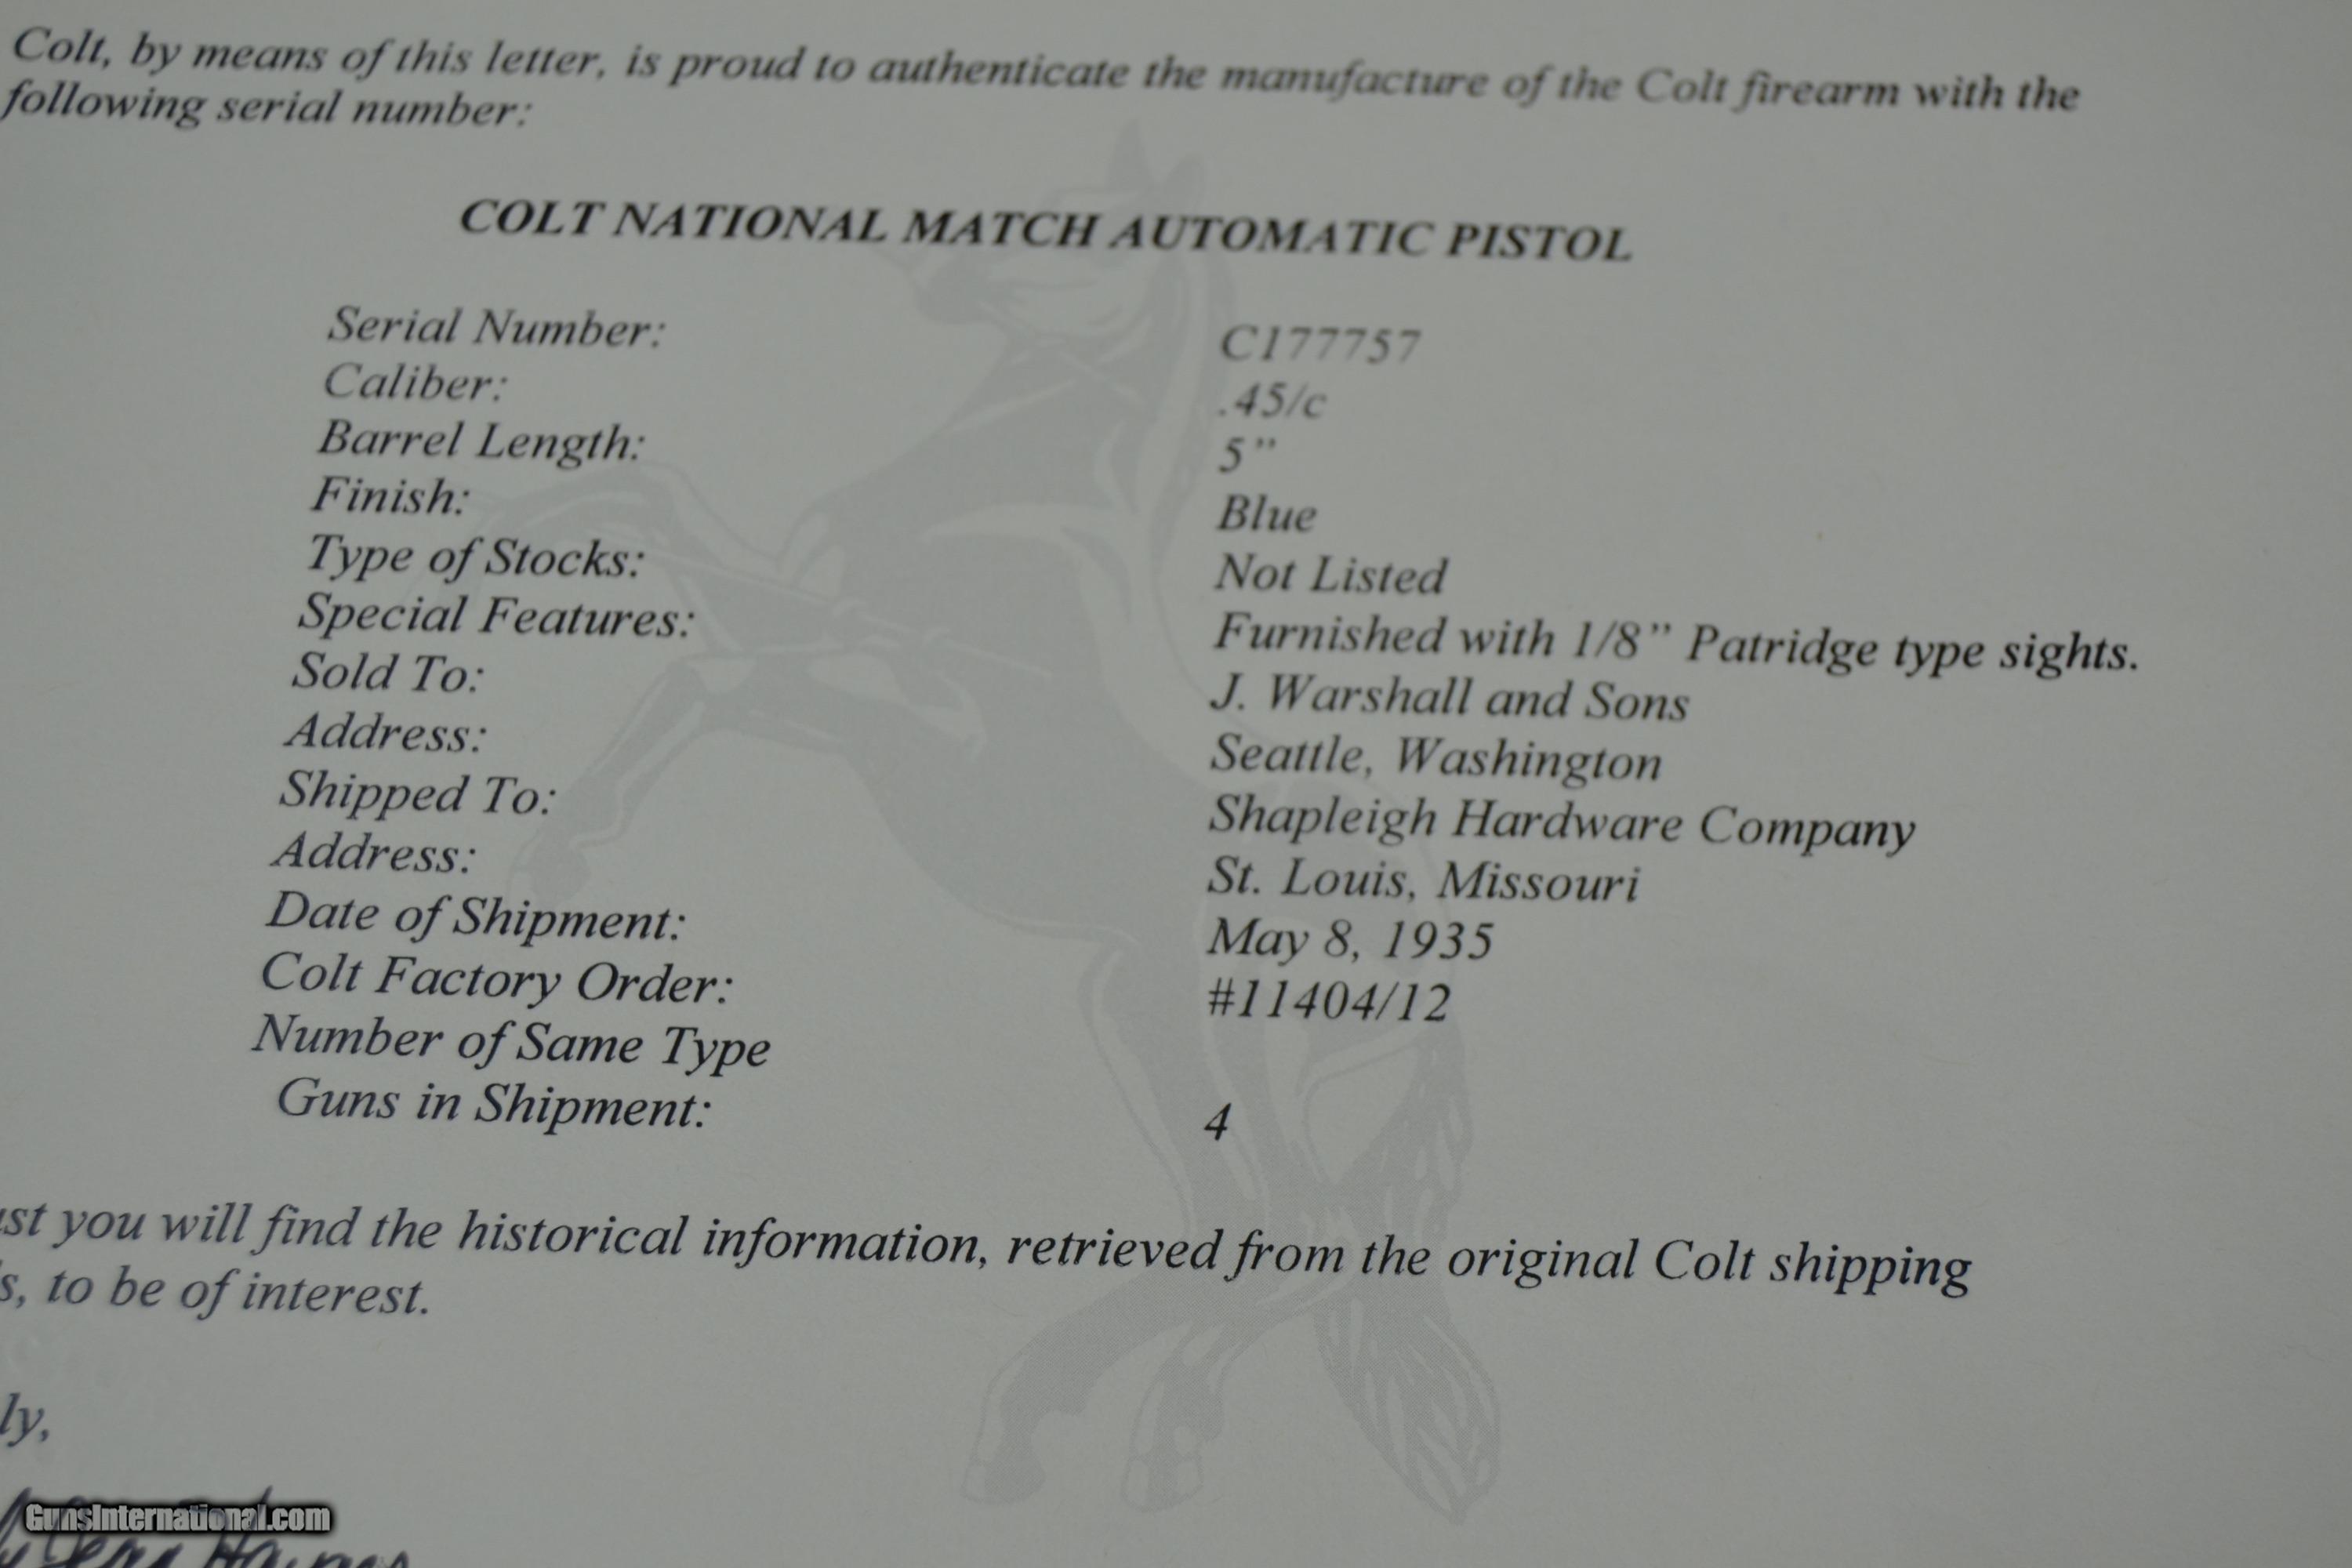 Colt, by means of this letter, is proud to authenticate the manufacture of the Colt firearm with the
following serial number:
COLT NATIONAL MATCH AUTOMATIC PISTOL
Serial Number: C177757
Caliber: .45/c
Barrel Length: 5"
Finish: Blue
Type of Stocks: Not Listed
Special Features: Furnished with 1/8" Patridge type sights.
Sold To: J. Warshall and Sons
Address: Seattle, Washington
Shipped To: Shapleigh Hardware Company
Address: St. Louis, Missouri
Date of Shipment: May 8, 1935
Colt Factory Order: #11404/12
Number of Same Type
Guns in Shipment: 4
ust you will find the historical information, retrieved from the original Colt shipping
s, to be of interest.
ly,
GunsInternational.com